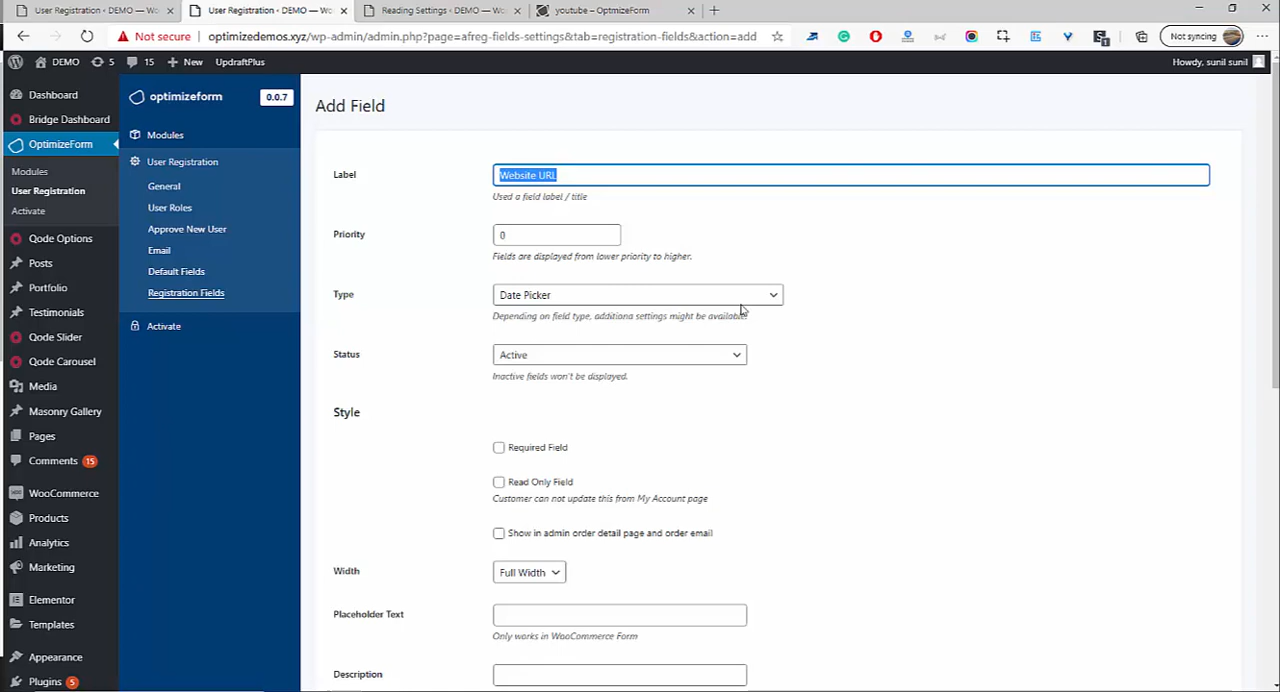 User Registration ‹ DEMO — Wo
User Registration ‹ DEMO — Wo
Reading Settings ‹ DEMO — Wo
youtube – OptmizeForm
Not secure
optimizedemos.xyz/wp-admin/admin.php?page=afreg-fields-settings&tab=registration-fields&action=add
Not syncing
DEMO
5
15
New
UpdraftPlus
Howdy, sunil sunil
Dashboard
Bridge Dashboard
OptimizeForm
Modules
User Registration
Activate
Qode Options
Posts
Portfolio
Testimonials
Qode Slider
Qode Carousel
Media
Masonry Gallery
Pages
Comments 15
WooCommerce
Products
Analytics
Marketing
Elementor
Templates
Appearance
Plugins 5
optimizeform
0.0.7
Modules
User Registration
General
User Roles
Approve New User
Email
Default Fields
Registration Fields
Activate
Add Field
Label
Website URL
Used a field label / title
Priority
0
Fields are displayed from lower priority to higher.
Type
Date Picker
Depending on field type, additiona settings might be available.
Status
Active
Inactive fields won't be displayed.
Style
Required Field
Read Only Field
Customer can not update this from My Account page
Show in admin order detail page and order email
Width
Full Width
Placeholder Text
Only works in WooCommerce Form
Description